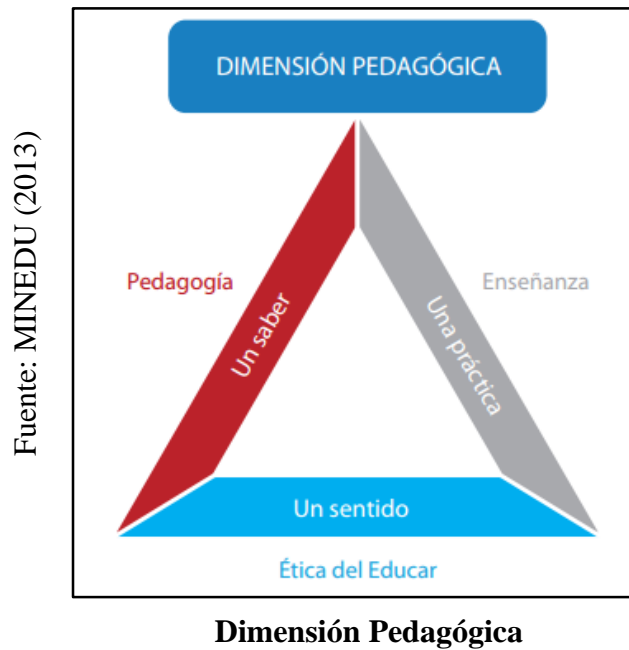 DIMENSIÓN PEDAGÓGICA
Fuente: MINEDU (2013)
Pedagogía
Un saber
Una práctica
Enseñanza
Un sentido
Ética del Educar
Dimensión Pedagógica